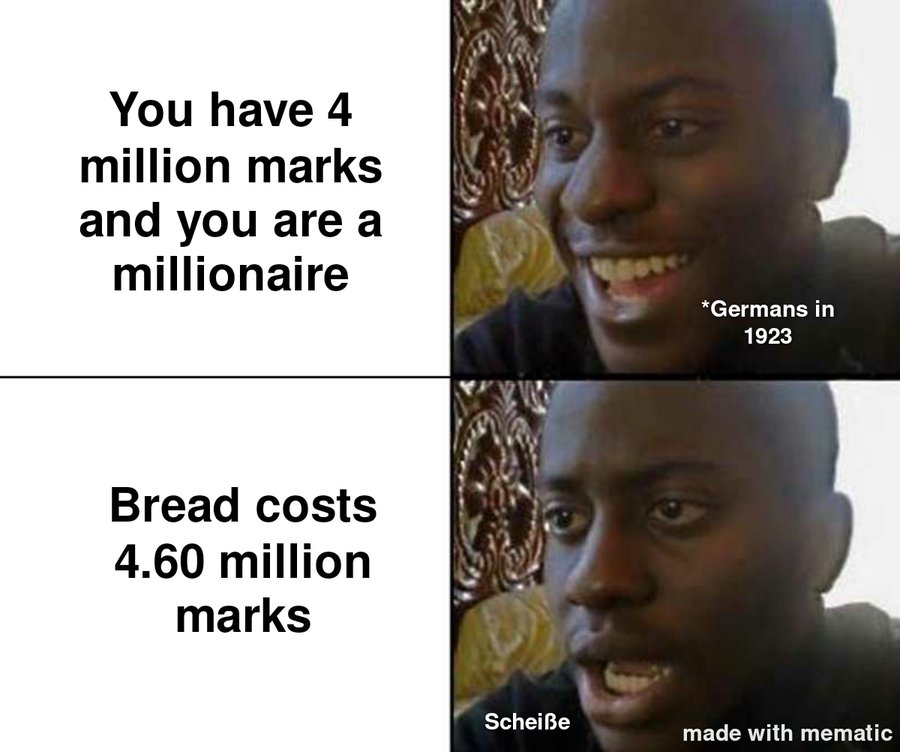 You have 4
million marks
and you are a
millionaire
*Germans in
1923
Bread costs
4.60 million
marks
Scheiße
made with mematic